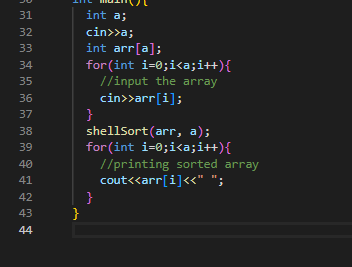 30 int main(){
31 int a;
32 cin>>a;
33 int arr[a];
34 for(int i=0;i<a;i++){
35 //input the array
36 cin>>arr[i];
37 }
38 shellSort(arr, a);
39 for(int i=0;i<a;i++){
40 //printing sorted array
41 cout<<arr[i]<<" ";
42 }
43 }
44